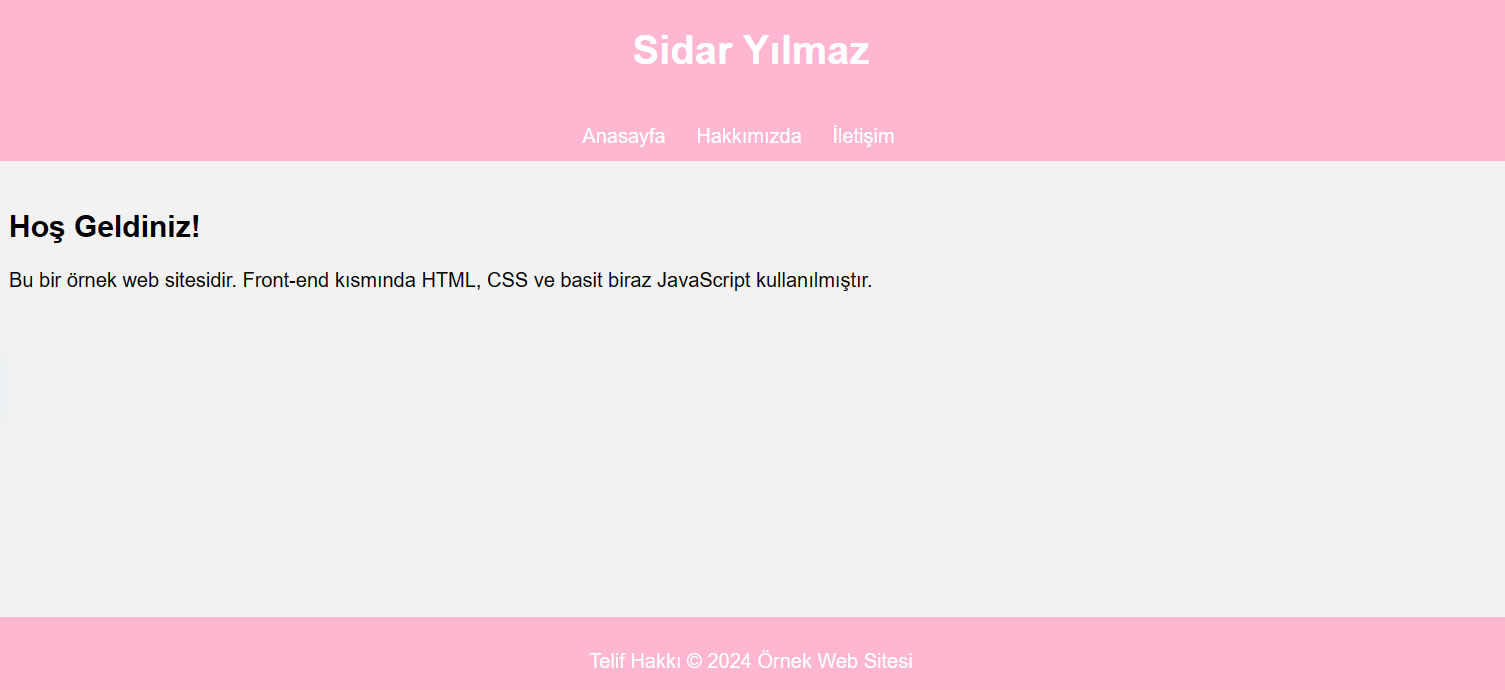 Sidar Yılmaz
Anasayfa Hakkımızda İletişim
Hoş Geldiniz!
Bu bir örnek web sitesidir. Front-end kısmında HTML, CSS ve basit biraz JavaScript kullanılmıştır.
Telif Hakkı © 2024 Örnek Web Sitesi